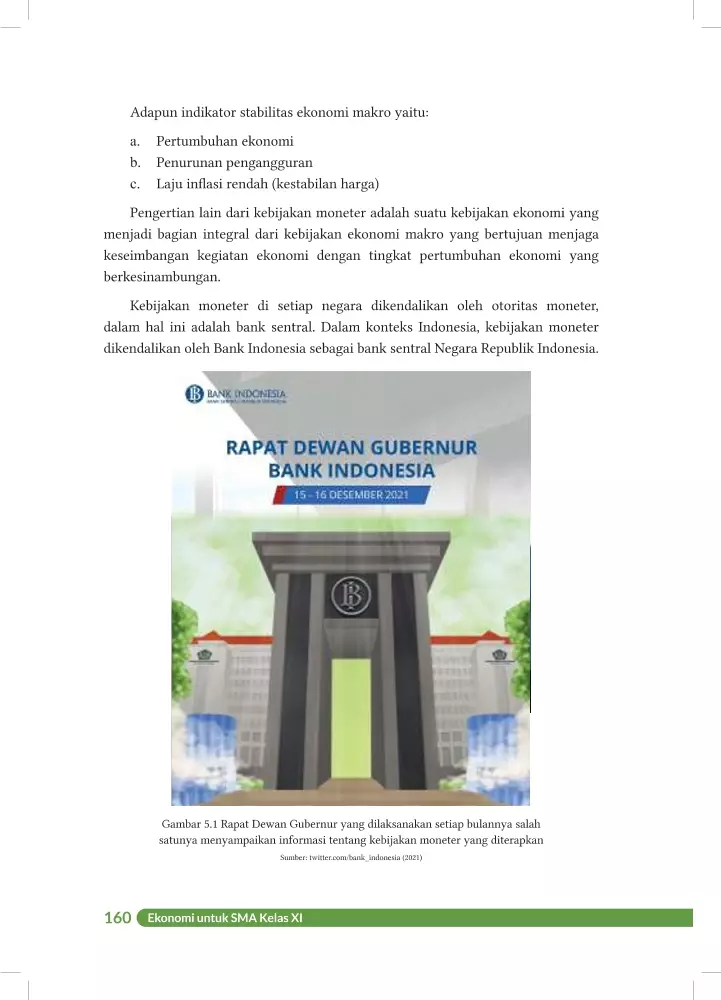 Adapun indikator stabilitas ekonomi makro yaitu:
a. Pertumbuhan ekonomi
b. Penurunan pengangguran
c. Laju inflasi rendah (kestabilan harga)
Pengertian lain dari kebijakan moneter adalah suatu kebijakan ekonomi yang
menjadi bagian integral dari kebijakan ekonomi makro yang bertujuan menjaga
keseimbangan kegiatan ekonomi dengan tingkat pertumbuhan ekonomi yang
berkesinambungan.
Kebijakan moneter di setiap negara dikendalikan oleh otoritas moneter,
dalam hal ini adalah bank sentral. Dalam konteks Indonesia, kebijakan moneter
dikendalikan oleh Bank Indonesia sebagai bank sentral Negara Republik Indonesia.
BANK INDONESIA
BANK SENTRAL REPUBLIK INDONESIA
RAPAT DEWAN GUBERNUR
BANK INDONESIA
15 - 16 DESEMBER 2021
Gambar 5.1 Rapat Dewan Gubernur yang dilaksanakan setiap bulannya salah
satunya menyampaikan informasi tentang kebijakan moneter yang diterapkan
Sumber: twitter.com/bank_indonesia (2021)
160 Ekonomi untuk SMA Kelas XI